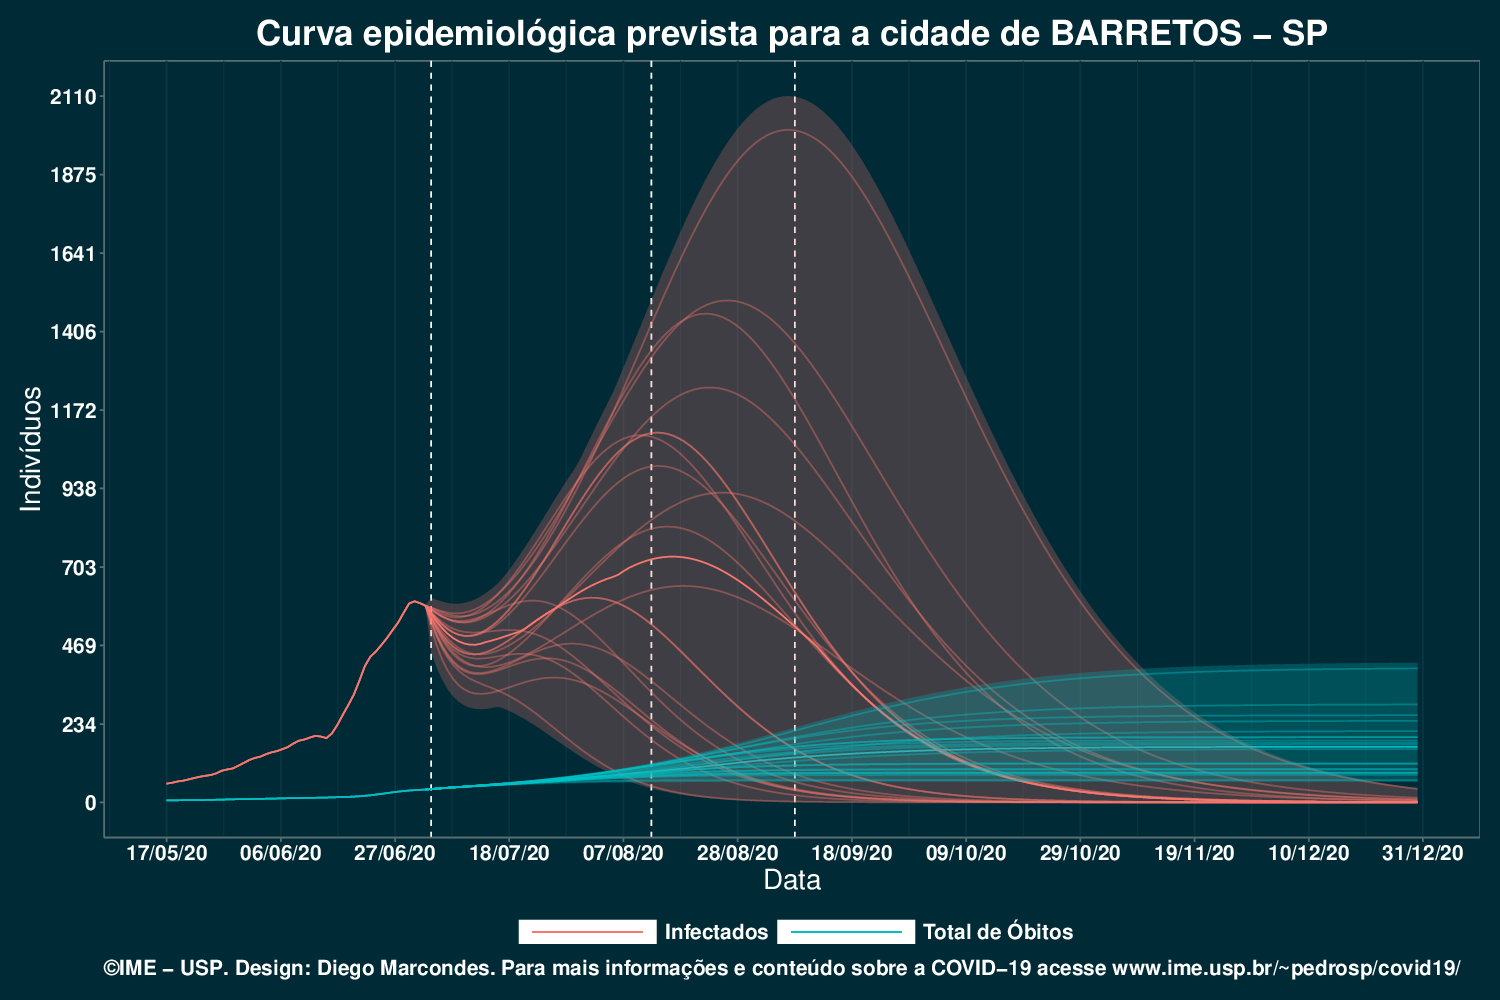 Curva epidemiológica prevista para a cidade de BARRETOS – SP
2110
1875
1641
1406
1172
938
703
469
234
0
Indivíduos
17/05/20 06/06/20 27/06/20 18/07/20 07/08/20 28/08/20 18/09/20 09/10/20 29/10/20 19/11/20 10/12/20 31/12/20
Data
Infectados Total de Óbitos
©IME – USP. Design: Diego Marcondes. Para mais informações e conteúdo sobre a COVID–19 acesse www.ime.usp.br/~pedrosp/covid19/